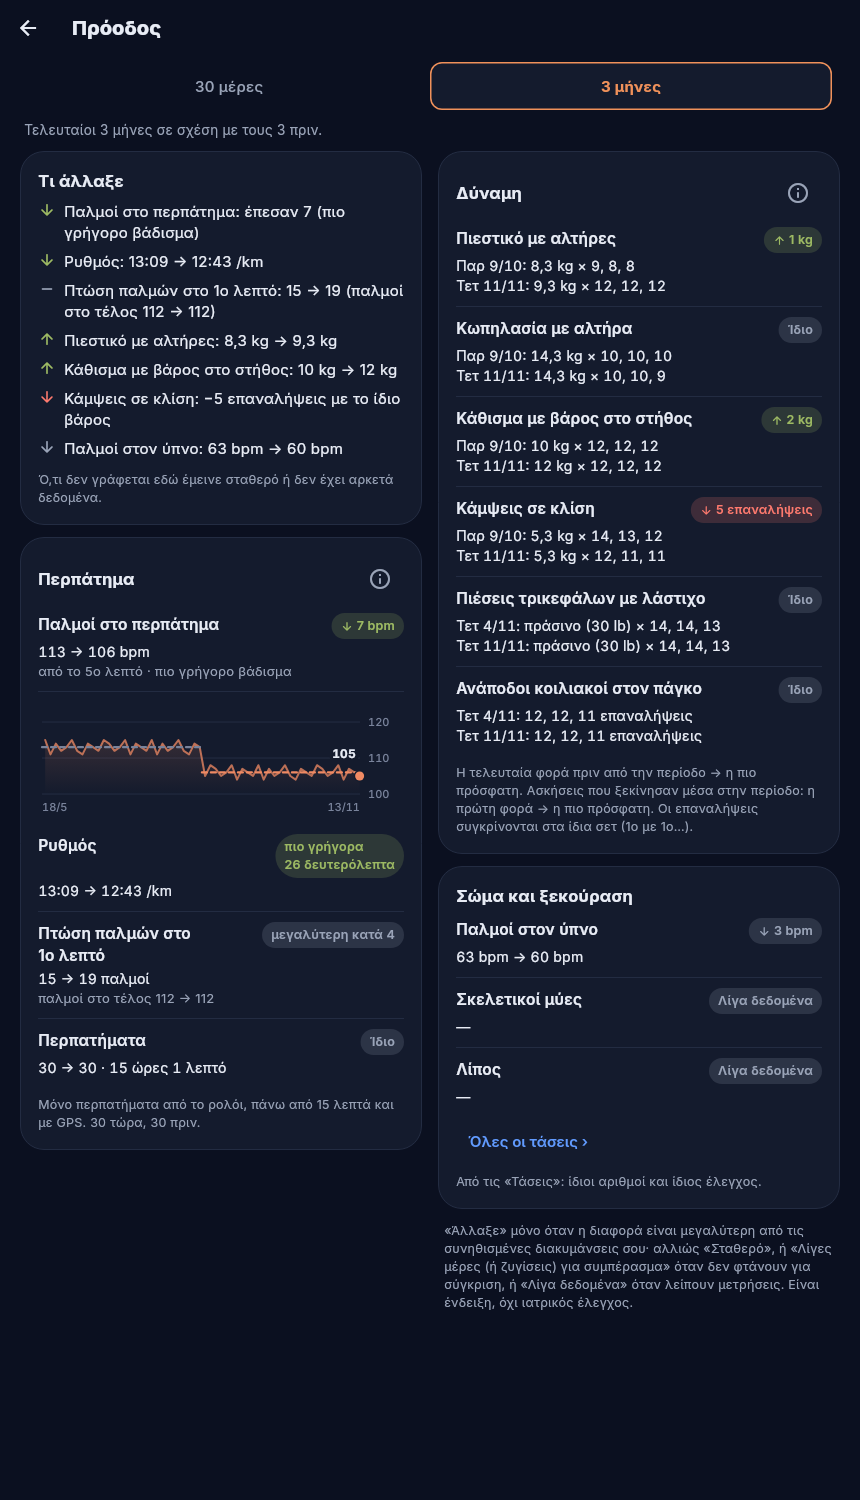 Πρόοδος
30 μέρες
3 μήνες
Τελευταίοι 3 μήνες σε σχέση με τους 3 πριν.
Τι άλλαξε
↓ Παλμοί στο περπάτημα: έπεσαν 7 (πιο
γρήγορο βάδισμα)
↓ Ρυθμός: 13:09 → 12:43 /km
– Πτώση παλμών στο 1ο λεπτό: 15 → 19 (παλμοί
στο τέλος 112 → 112)
↑ Πιεστικό με αλτήρες: 8,3 kg → 9,3 kg
↑ Κάθισμα με βάρος στο στήθος: 10 kg → 12 kg
↓ Κάμψεις σε κλίση: −5 επαναλήψεις με το ίδιο
βάρος
↓ Παλμοί στον ύπνο: 63 bpm → 60 bpm
Ό,τι δεν γράφεται εδώ έμεινε σταθερό ή δεν έχει αρκετά
δεδομένα.
Περπάτημα
Παλμοί στο περπάτημα
↓ 7 bpm
113 → 106 bpm
από το 5ο λεπτό · πιο γρήγορο βάδισμα
120
105
110
100
18/5
13/11
Ρυθμός
πιο γρήγορα
26 δευτερόλεπτα
13:09 → 12:43 /km
Πτώση παλμών στο
1ο λεπτό
μεγαλύτερη κατά 4
15 → 19 παλμοί
παλμοί στο τέλος 112 → 112
Περπατήματα
Ίδιο
30 → 30 · 15 ώρες 1 λεπτό
Μόνο περπατήματα από το ρολόι, πάνω από 15 λεπτά και
με GPS. 30 τώρα, 30 πριν.
Δύναμη
Πιεστικό με αλτήρες
↑ 1 kg
Παρ 9/10: 8,3 kg × 9, 8, 8
Τετ 11/11: 9,3 kg × 12, 12, 12
Κωπηλασία με αλτήρα
Ίδιο
Παρ 9/10: 14,3 kg × 10, 10, 10
Τετ 11/11: 14,3 kg × 10, 10, 9
Κάθισμα με βάρος στο στήθος
↑ 2 kg
Παρ 9/10: 10 kg × 12, 12, 12
Τετ 11/11: 12 kg × 12, 12, 12
Κάμψεις σε κλίση
↓ 5 επαναλήψεις
Παρ 9/10: 5,3 kg × 14, 13, 12
Τετ 11/11: 5,3 kg × 12, 11, 11
Πιέσεις τρικεφάλων με λάστιχο
Ίδιο
Τετ 4/11: πράσινο (30 lb) × 14, 14, 13
Τετ 11/11: πράσινο (30 lb) × 14, 14, 13
Ανάποδοι κοιλιακοί στον πάγκο
Ίδιο
Τετ 4/11: 12, 12, 11 επαναλήψεις
Τετ 11/11: 12, 12, 11 επαναλήψεις
Η τελευταία φορά πριν από την περίοδο → η πιο
πρόσφατη. Ασκήσεις που ξεκίνησαν μέσα στην περίοδο: η
πρώτη φορά → η πιο πρόσφατη. Οι επαναλήψεις
συγκρίνονται στα ίδια σετ (1ο με 1ο…).
Σώμα και ξεκούραση
Παλμοί στον ύπνο
↓ 3 bpm
63 bpm → 60 bpm
Σκελετικοί μύες
Λίγα δεδομένα
—
Λίπος
Λίγα δεδομένα
—
Όλες οι τάσεις ›
Από τις «Τάσεις»: ίδιοι αριθμοί και ίδιος έλεγχος.
«Άλλαξε» μόνο όταν η διαφορά είναι μεγαλύτερη από τις
συνηθισμένες διακυμάνσεις σου· αλλιώς «Σταθερό», ή «Λίγες
μέρες (ή ζυγίσεις) για συμπέρασμα» όταν δεν φτάνουν για
σύγκριση, ή «Λίγα δεδομένα» όταν λείπουν μετρήσεις. Είναι
ένδειξη, όχι ιατρικός έλεγχος.